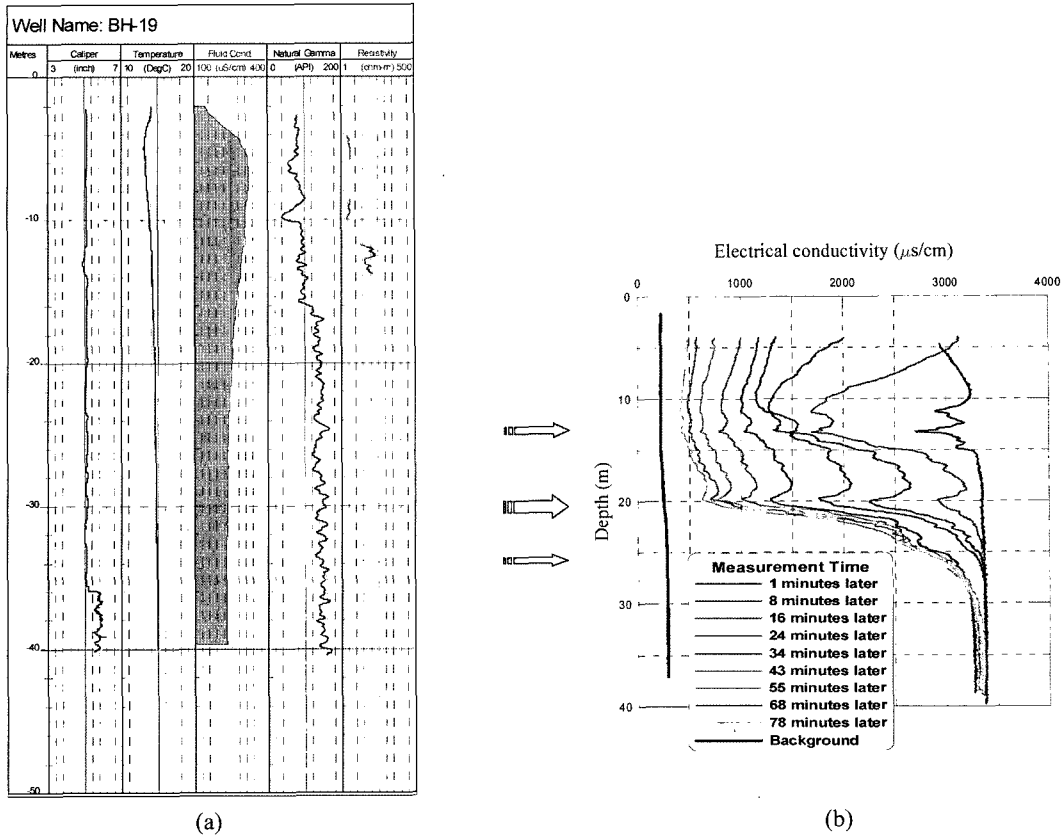 Well Name: BH-19
Metres Caliper Temperature Fluid Cond Natural Gamma Resistivity
3 (inch) 7 10 (DegC) 20 100 (uS/cm) 400 0 (API) 200 1 (ohm-m) 500
0
-10
-20
-30
-40
-50
(a)
Electrical conductivity (μs/cm)
0 1000 2000 3000 4000
0
10
20
30
40
Depth (m)
Measurement Time
1 minutes later
8 minutes later
16 minutes later
24 minutes later
34 minutes later
43 minutes later
55 minutes later
68 minutes later
78 minutes later
Background
(b)